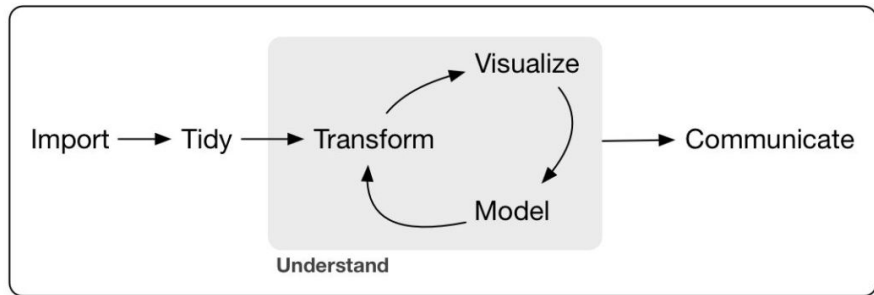 Import
Tidy
Transform
Visualize
Model
Communicate
Understand